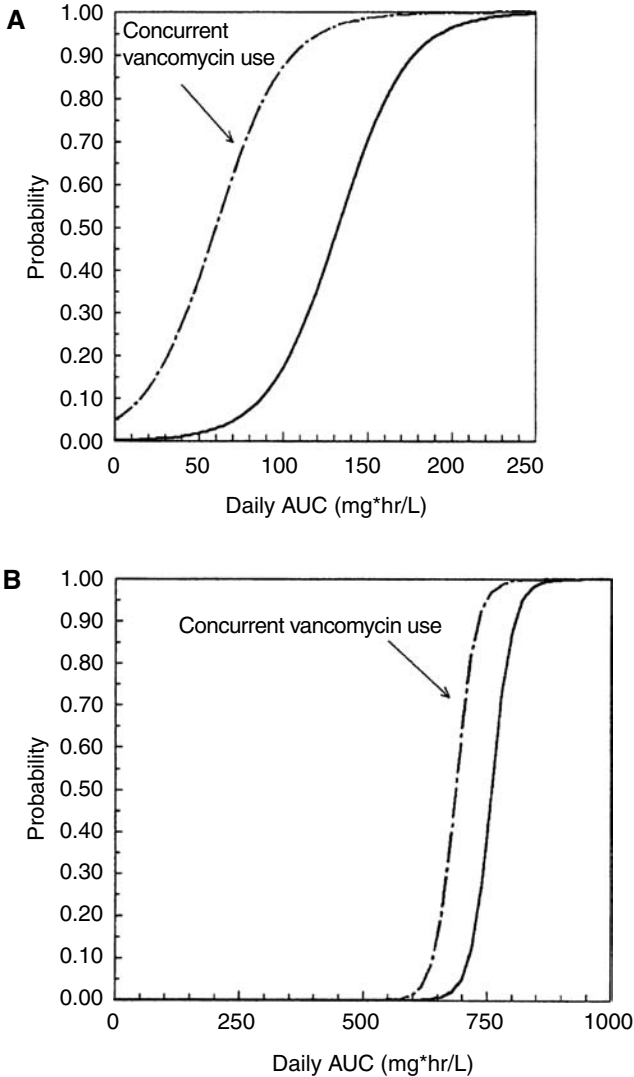 A
Concurrent
vancomycin use
Probability
1.00
0.90
0.80
0.70
0.60
0.50
0.40
0.30
0.20
0.10
0.00
0 50 100 150 200 250
Daily AUC (mg*hr/L)
B
Concurrent vancomycin use
Probability
1.00
0.90
0.80
0.70
0.60
0.50
0.40
0.30
0.20
0.10
0.00
0 250 500 750 1000
Daily AUC (mg*hr/L)